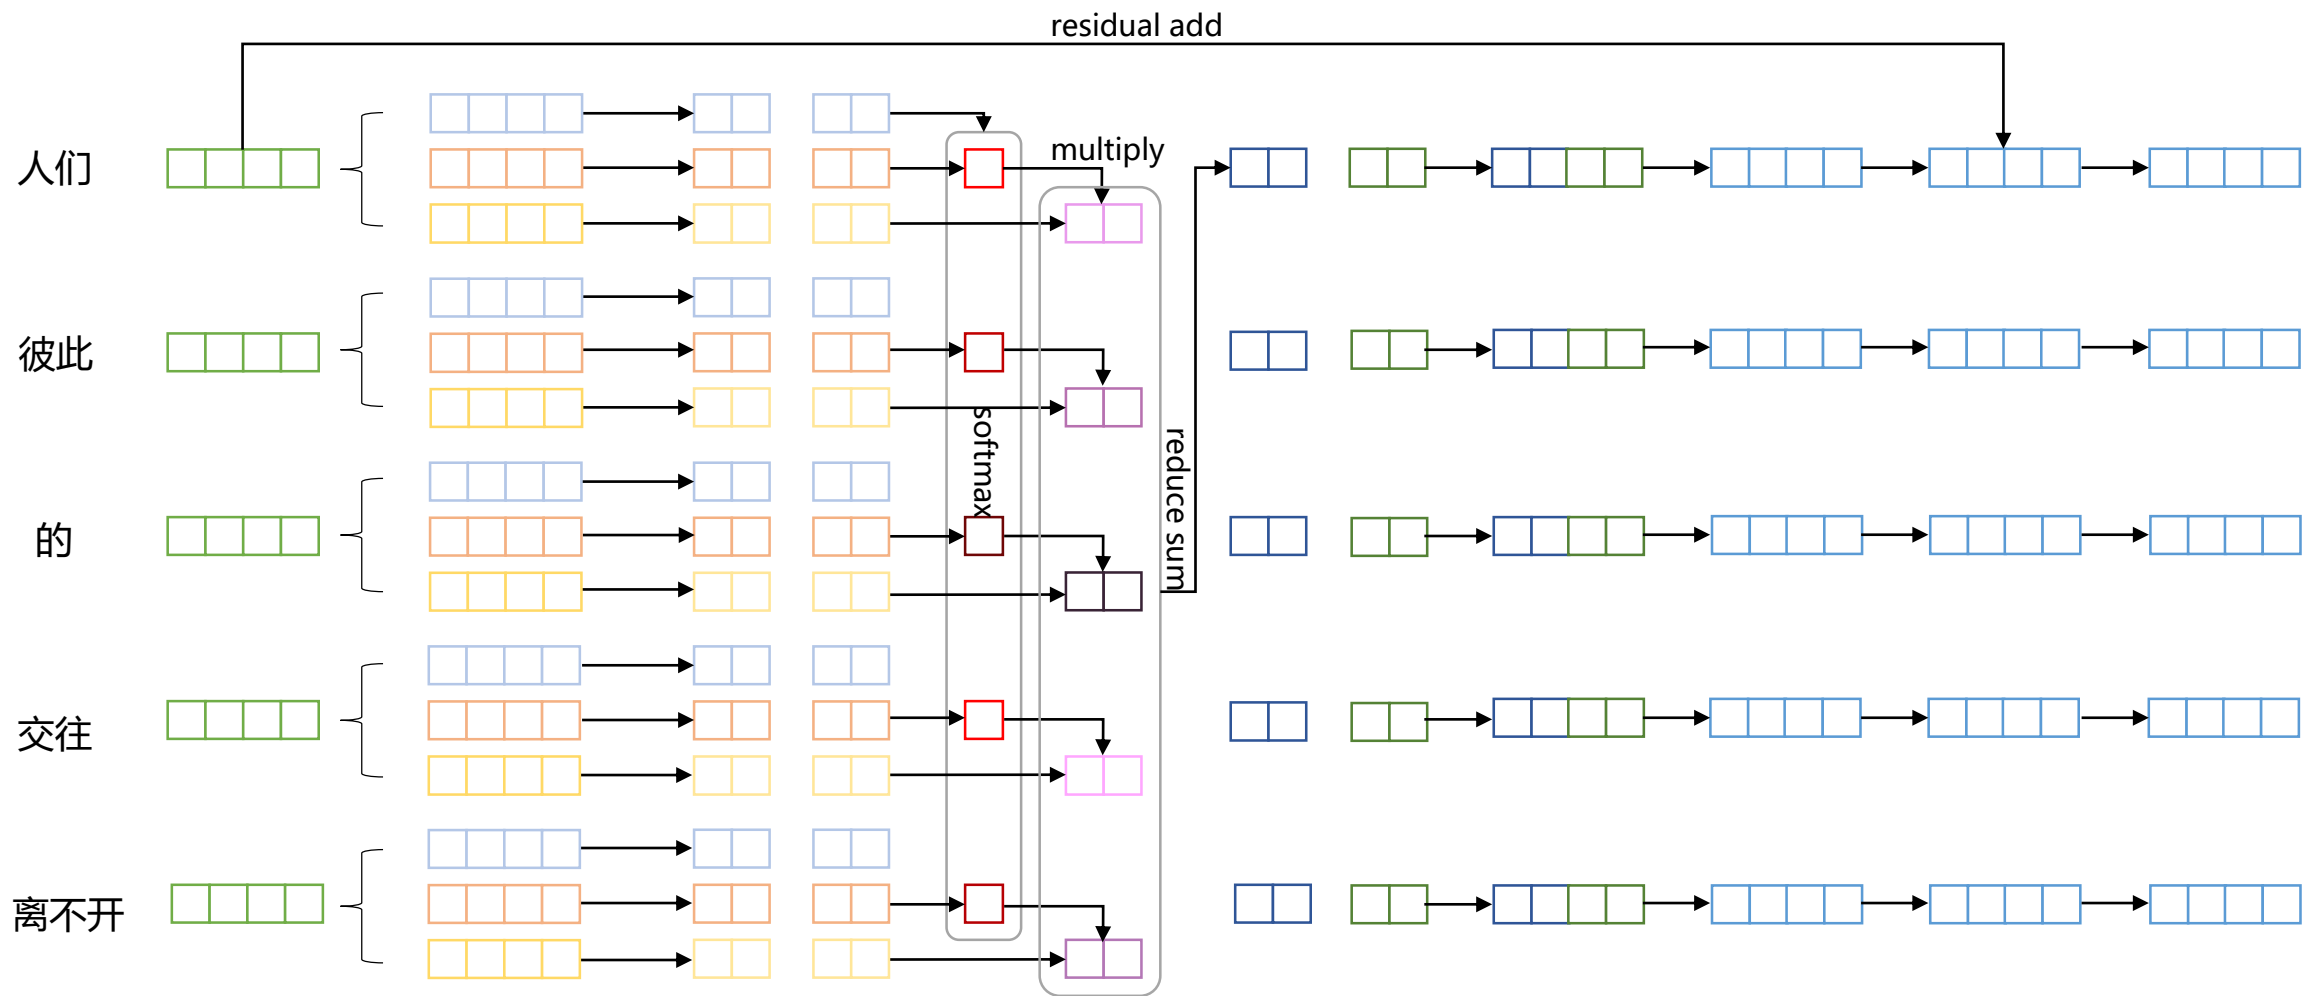 residual add
人们
multiply
彼此
softmax
reduce sum
的
交往
离不开